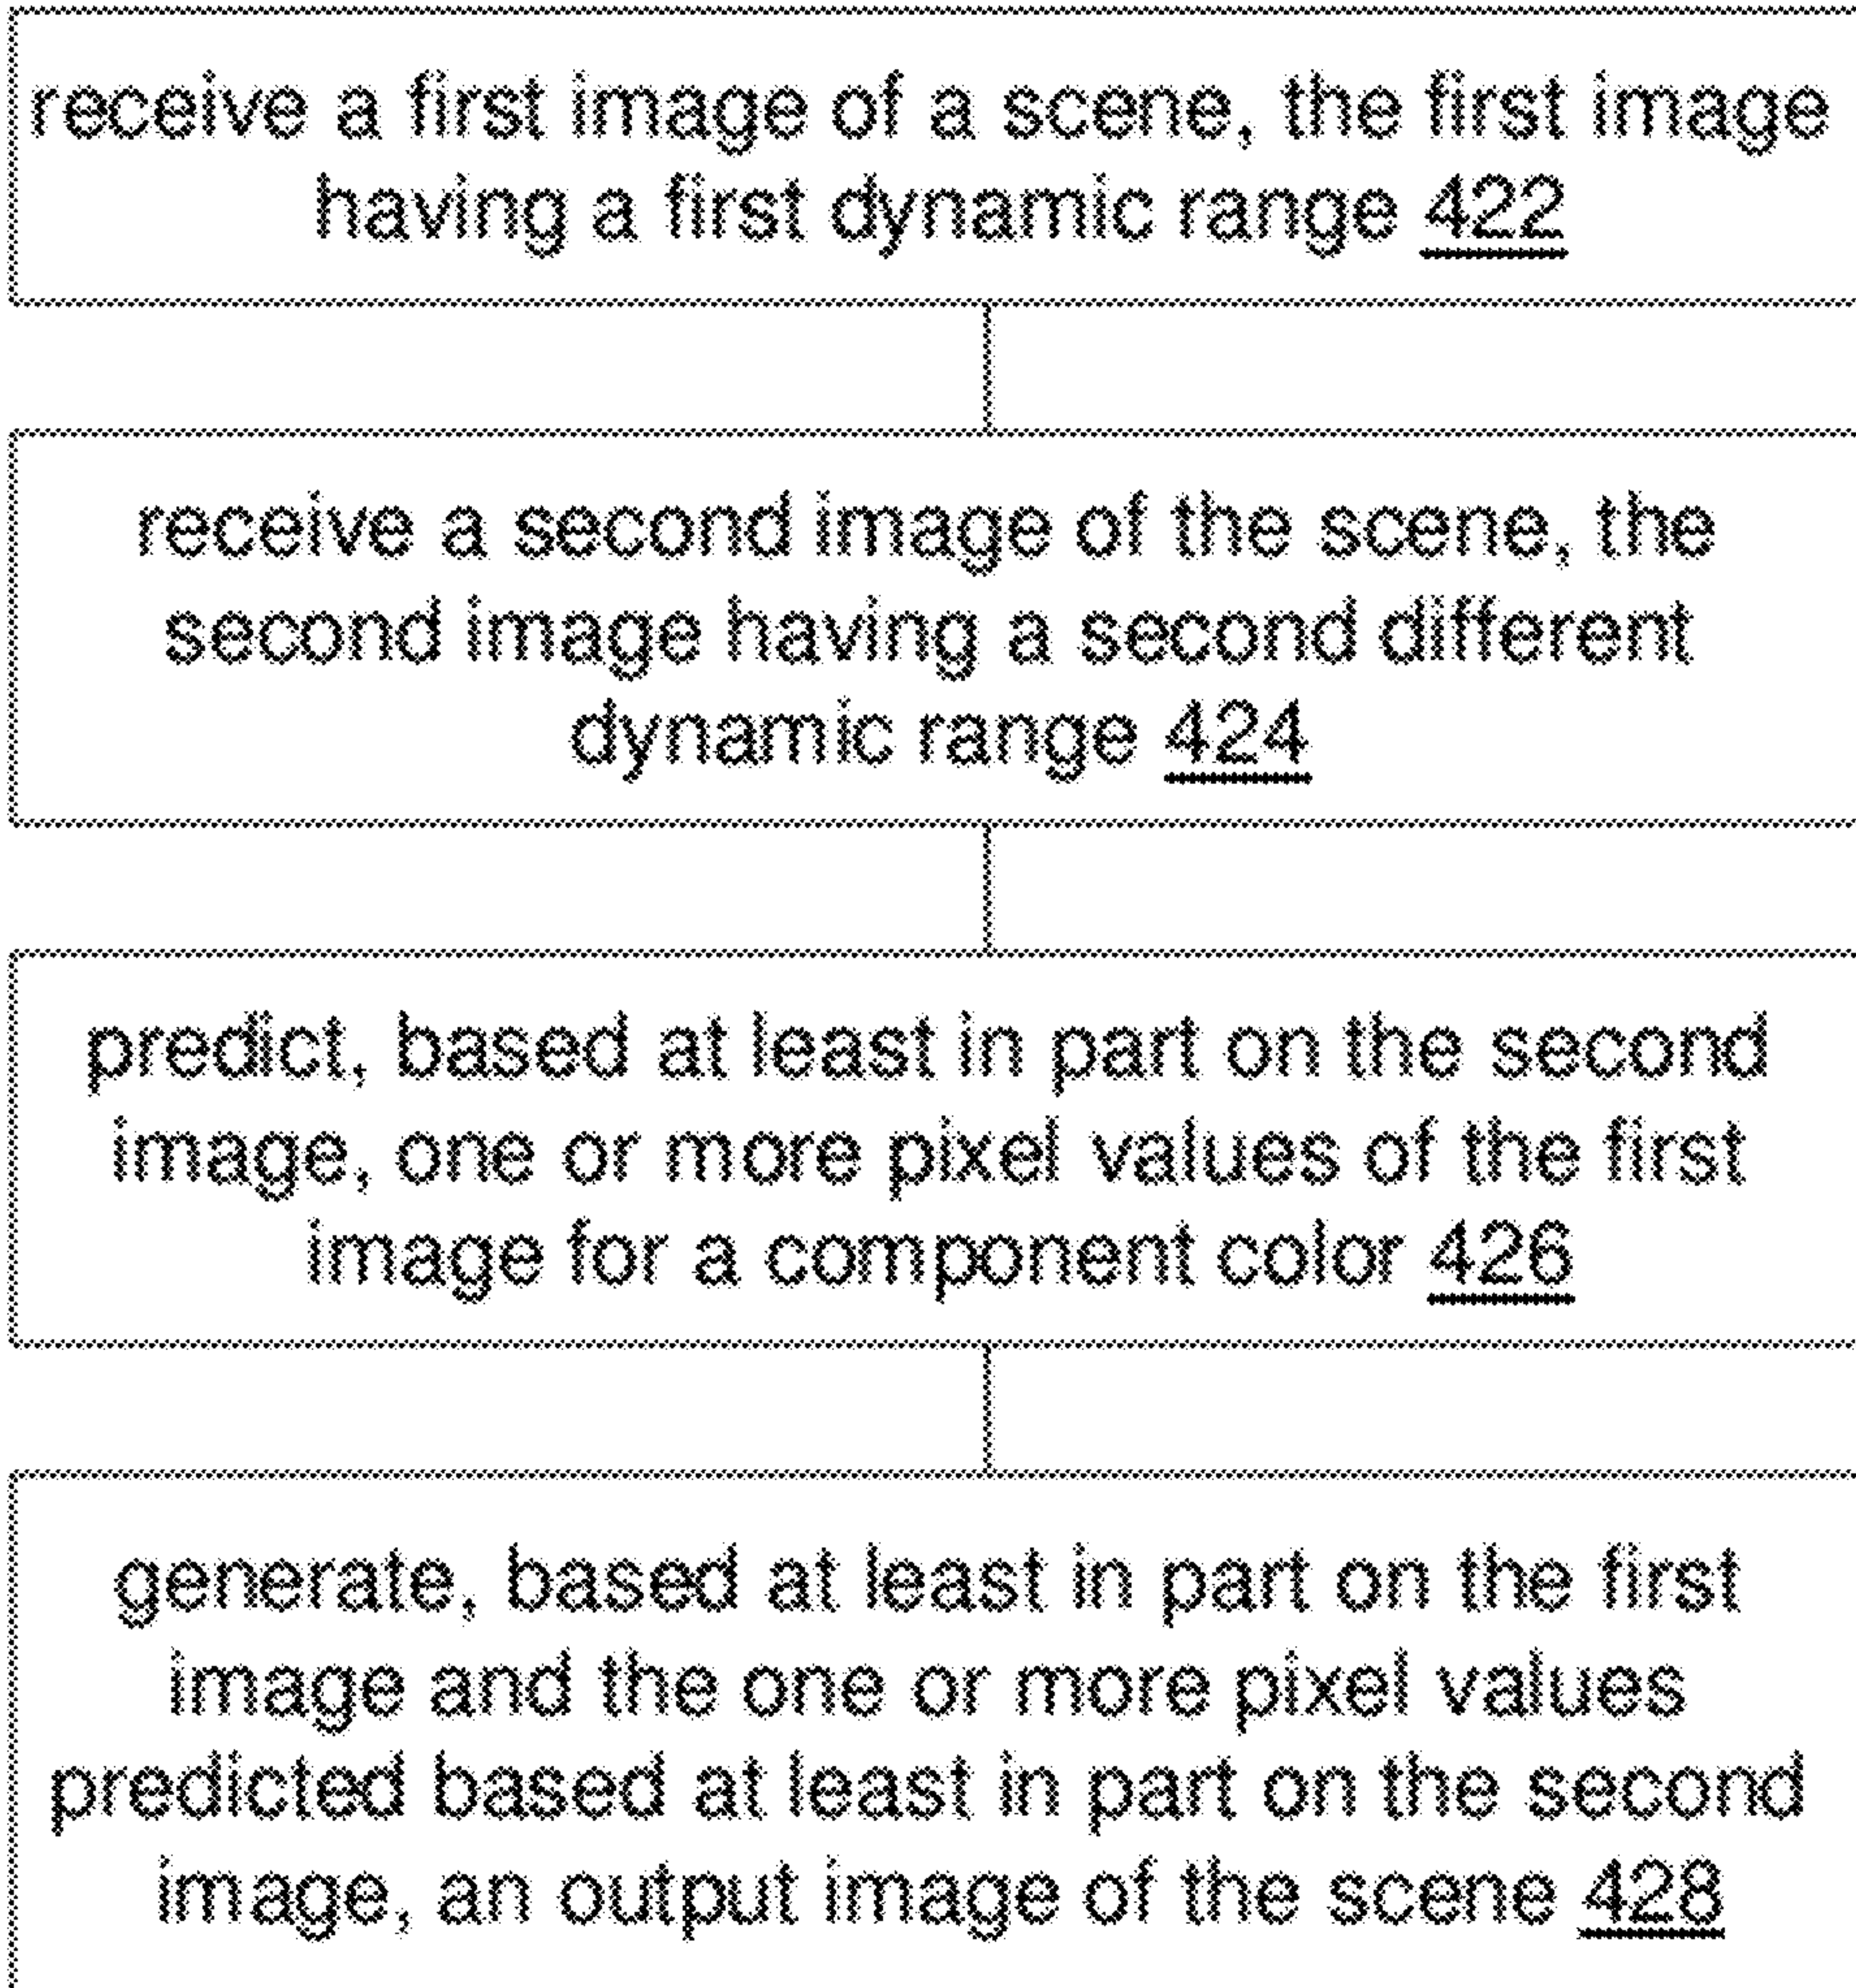 receive a first image of a scene, the first image
having a first dynamic range 422
receive a second image of the scene, the
second image having a second different
dynamic range 424
predict, based at least in part on the second
image, one or more pixel values of the first
image for a component color 426
generate, based at least in part on the first
image and the one or more pixel values
predicted based at least in part on the second
image, an output image of the scene 428